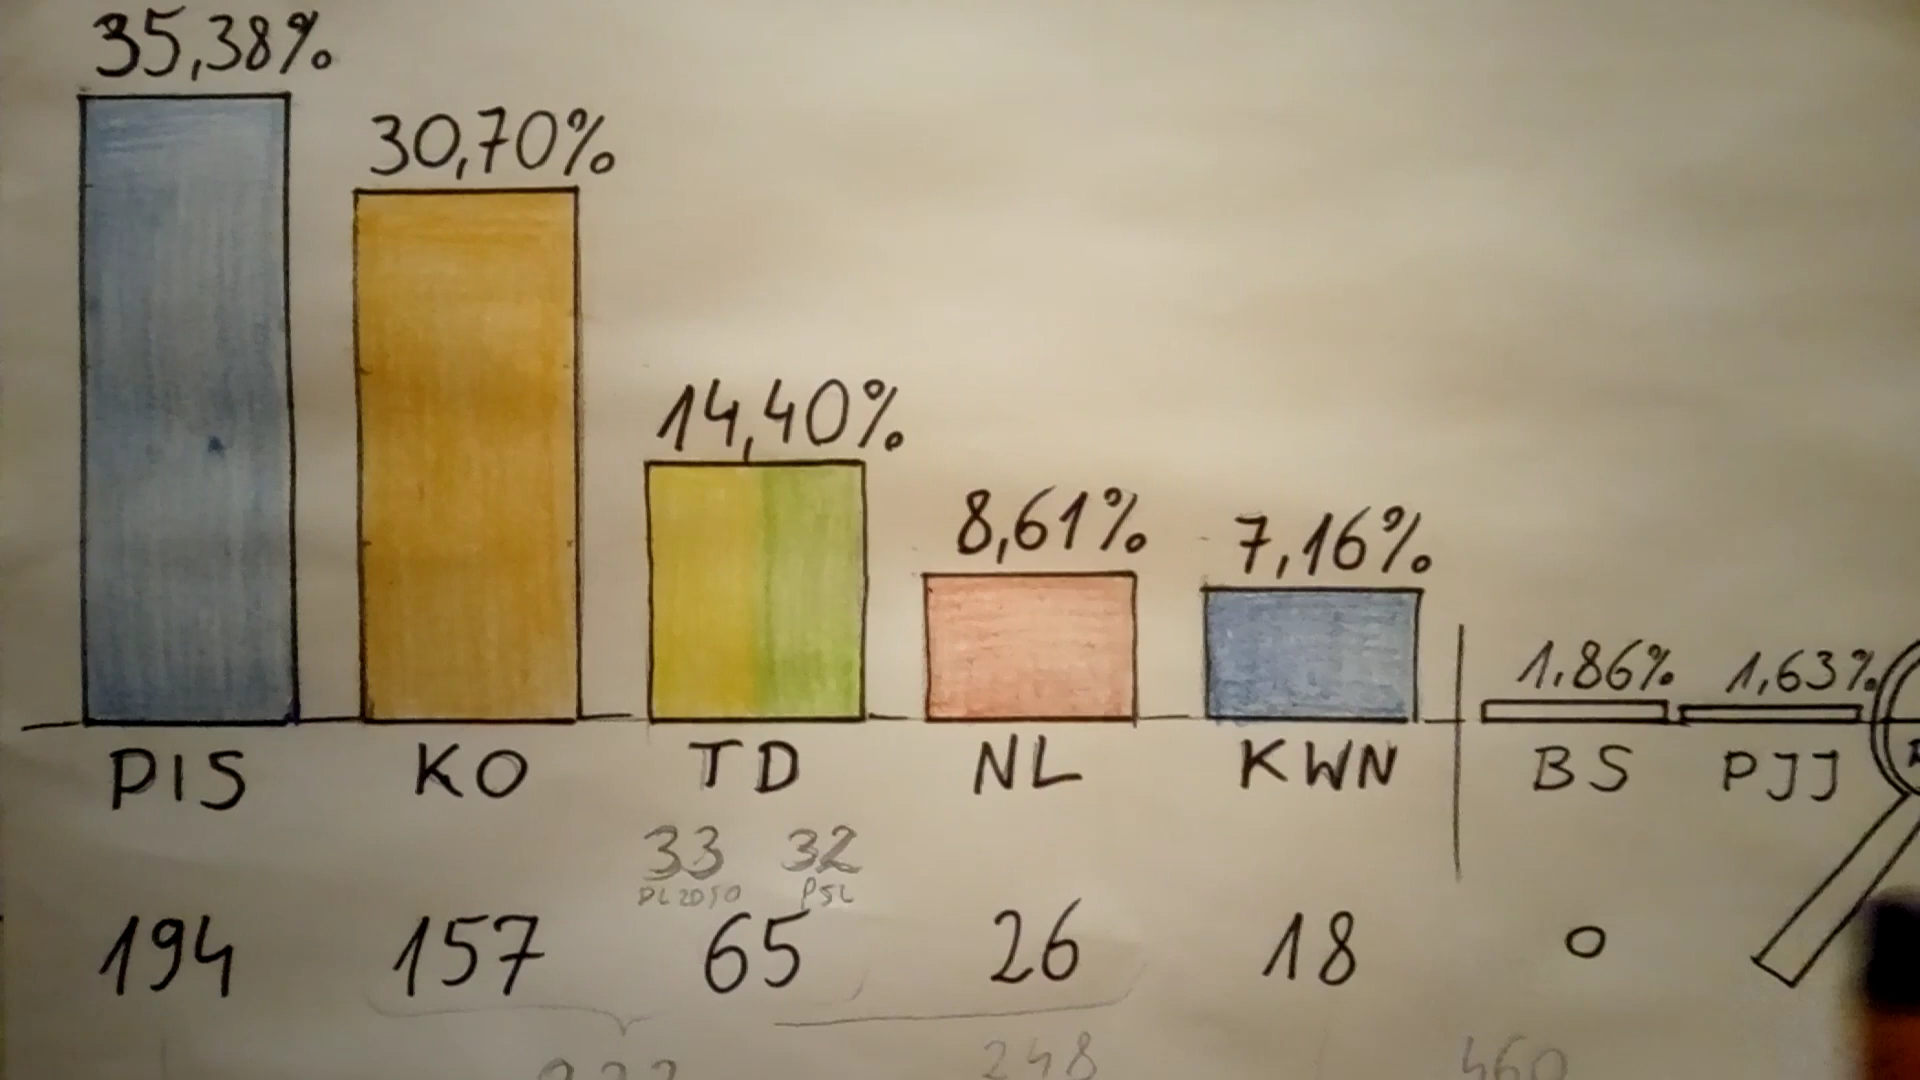 35,38%
30,70%
14,40%
8,61%
7,16%
1,86%
1,63%
PIS
KO
TD
NL
KWN
BS
PJJ
33
32
PL2050
PSL
194
157
65
26
18
0
248
460